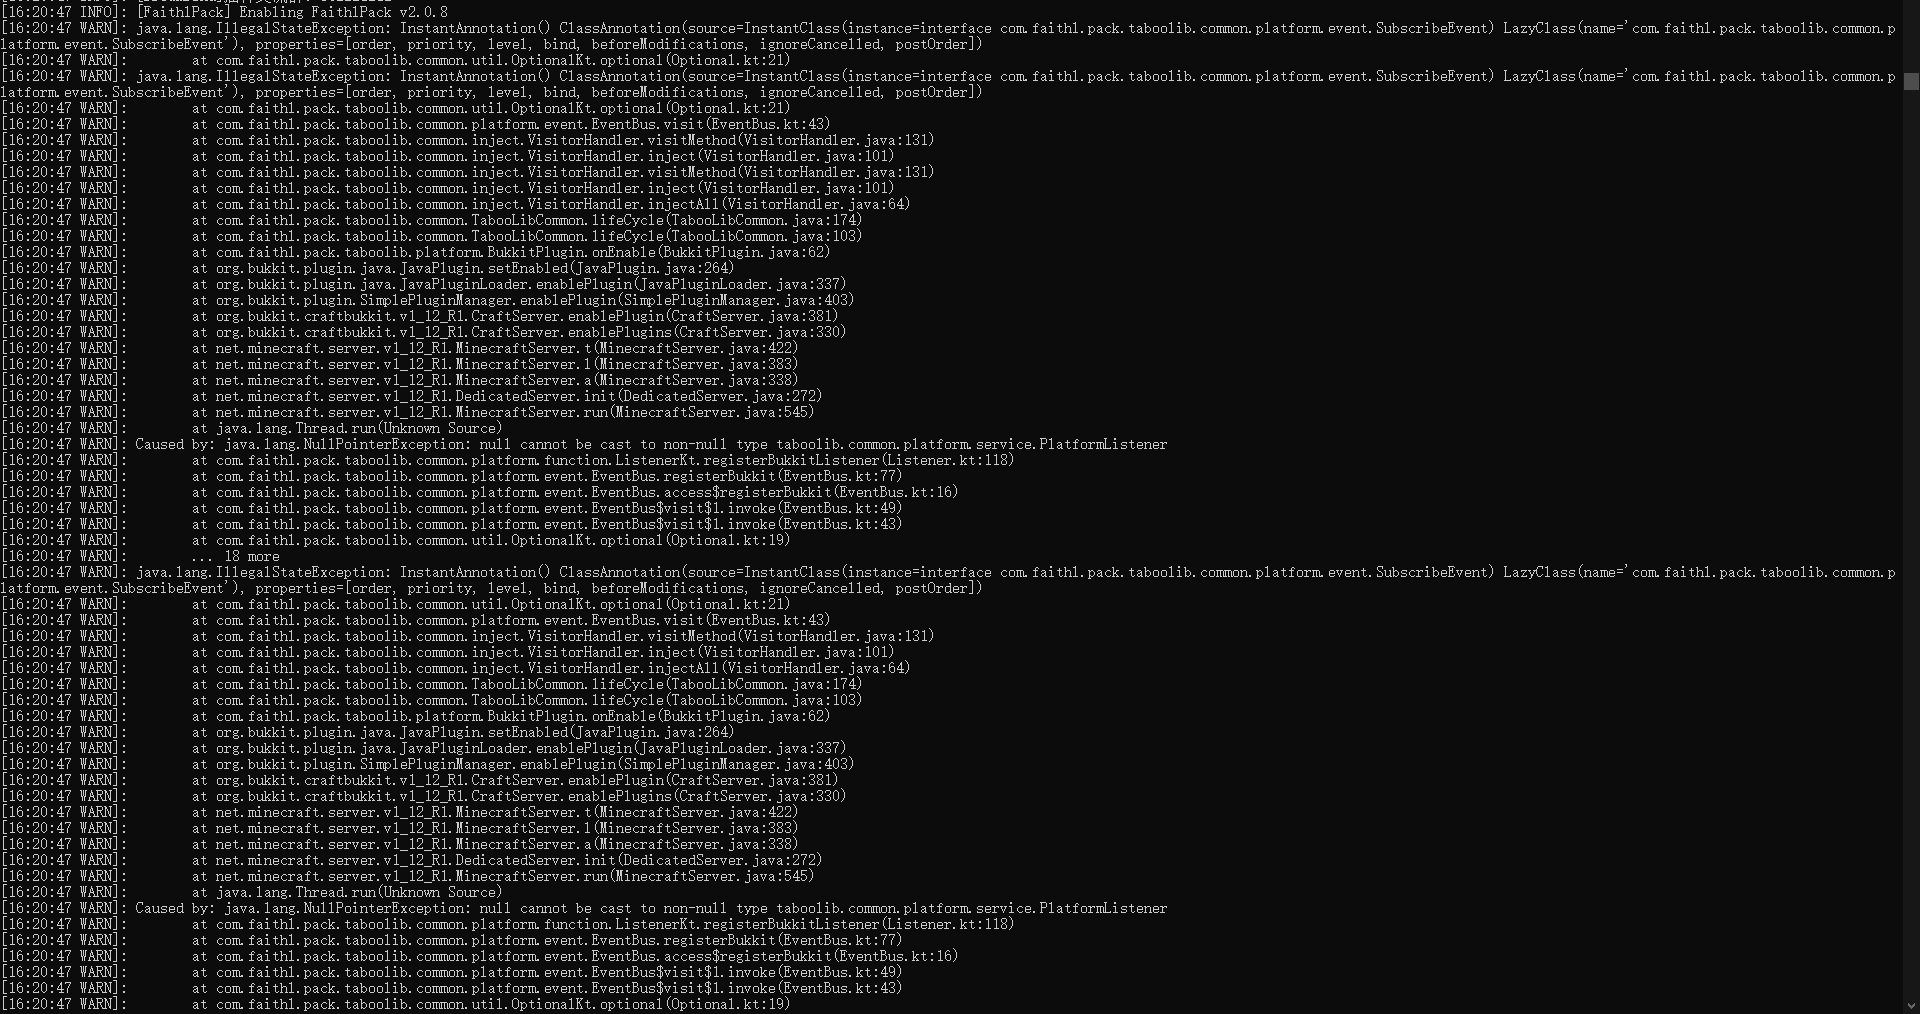 [16:20:47 INFO]: [FaithlPack] Enabling FaithlPack v2.0.8
[16:20:47 WARN]: java.lang.IllegalStateException: InstantAnnotation() ClassAnnotation(source=InstantClass(instance=interface com.faithl.pack.taboolib.common.platform.event.SubscribeEvent) LazyClass(name='com.faithl.pack.taboolib.common.p
latform.event.SubscribeEvent'), properties=[order, priority, level, bind, beforeModifications, ignoreCancelled, postOrder])
[16:20:47 WARN]:        at com.faithl.pack.taboolib.common.util.OptionalKt.optional(Optional.kt:21)
[16:20:47 WARN]: java.lang.IllegalStateException: InstantAnnotation() ClassAnnotation(source=InstantClass(instance=interface com.faithl.pack.taboolib.common.platform.event.SubscribeEvent) LazyClass(name='com.faithl.pack.taboolib.common.p
latform.event.SubscribeEvent'), properties=[order, priority, level, bind, beforeModifications, ignoreCancelled, postOrder])
[16:20:47 WARN]:        at com.faithl.pack.taboolib.common.util.OptionalKt.optional(Optional.kt:21)
[16:20:47 WARN]:        at com.faithl.pack.taboolib.common.platform.event.EventBus.visit(EventBus.kt:43)
[16:20:47 WARN]:        at com.faithl.pack.taboolib.common.inject.VisitorHandler.visitMethod(VisitorHandler.java:131)
[16:20:47 WARN]:        at com.faithl.pack.taboolib.common.inject.VisitorHandler.inject(VisitorHandler.java:101)
[16:20:47 WARN]:        at com.faithl.pack.taboolib.common.inject.VisitorHandler.visitMethod(VisitorHandler.java:131)
[16:20:47 WARN]:        at com.faithl.pack.taboolib.common.inject.VisitorHandler.inject(VisitorHandler.java:101)
[16:20:47 WARN]:        at com.faithl.pack.taboolib.common.inject.VisitorHandler.injectAll(VisitorHandler.java:64)
[16:20:47 WARN]:        at com.faithl.pack.taboolib.common.TabooLibCommon.lifeCycle(TabooLibCommon.java:174)
[16:20:47 WARN]:        at com.faithl.pack.taboolib.common.TabooLibCommon.lifeCycle(TabooLibCommon.java:103)
[16:20:47 WARN]:        at com.faithl.pack.taboolib.platform.BukkitPlugin.onEnable(BukkitPlugin.java:62)
[16:20:47 WARN]:        at org.bukkit.plugin.java.JavaPlugin.setEnabled(JavaPlugin.java:264)
[16:20:47 WARN]:        at org.bukkit.plugin.java.JavaPluginLoader.enablePlugin(JavaPluginLoader.java:337)
[16:20:47 WARN]:        at org.bukkit.plugin.SimplePluginManager.enablePlugin(SimplePluginManager.java:403)
[16:20:47 WARN]:        at org.bukkit.craftbukkit.v1_12_R1.CraftServer.enablePlugin(CraftServer.java:381)
[16:20:47 WARN]:        at org.bukkit.craftbukkit.v1_12_R1.CraftServer.enablePlugins(CraftServer.java:330)
[16:20:47 WARN]:        at net.minecraft.server.v1_12_R1.MinecraftServer.t(MinecraftServer.java:422)
[16:20:47 WARN]:        at net.minecraft.server.v1_12_R1.MinecraftServer.l(MinecraftServer.java:383)
[16:20:47 WARN]:        at net.minecraft.server.v1_12_R1.MinecraftServer.a(MinecraftServer.java:338)
[16:20:47 WARN]:        at net.minecraft.server.v1_12_R1.DedicatedServer.init(DedicatedServer.java:272)
[16:20:47 WARN]:        at net.minecraft.server.v1_12_R1.MinecraftServer.run(MinecraftServer.java:545)
[16:20:47 WARN]:        at java.lang.Thread.run(Unknown Source)
[16:20:47 WARN]: Caused by: java.lang.NullPointerException: null cannot be cast to non-null type taboolib.common.platform.service.PlatformListener
[16:20:47 WARN]:        at com.faithl.pack.taboolib.common.platform.function.ListenerKt.registerBukkitListener(Listener.kt:118)
[16:20:47 WARN]:        at com.faithl.pack.taboolib.common.platform.event.EventBus.registerBukkit(EventBus.kt:77)
[16:20:47 WARN]:        at com.faithl.pack.taboolib.common.platform.event.EventBus.access$registerBukkit(EventBus.kt:16)
[16:20:47 WARN]:        at com.faithl.pack.taboolib.common.platform.event.EventBus$visit$1.invoke(EventBus.kt:49)
[16:20:47 WARN]:        at com.faithl.pack.taboolib.common.platform.event.EventBus$visit$1.invoke(EventBus.kt:43)
[16:20:47 WARN]:        at com.faithl.pack.taboolib.common.util.OptionalKt.optional(Optional.kt:19)
[16:20:47 WARN]:        ... 18 more
[16:20:47 WARN]: java.lang.IllegalStateException: InstantAnnotation() ClassAnnotation(source=InstantClass(instance=interface com.faithl.pack.taboolib.common.platform.event.SubscribeEvent) LazyClass(name='com.faithl.pack.taboolib.common.p
latform.event.SubscribeEvent'), properties=[order, priority, level, bind, beforeModifications, ignoreCancelled, postOrder])
[16:20:47 WARN]:        at com.faithl.pack.taboolib.common.util.OptionalKt.optional(Optional.kt:21)
[16:20:47 WARN]:        at com.faithl.pack.taboolib.common.platform.event.EventBus.visit(EventBus.kt:43)
[16:20:47 WARN]:        at com.faithl.pack.taboolib.common.inject.VisitorHandler.visitMethod(VisitorHandler.java:131)
[16:20:47 WARN]:        at com.faithl.pack.taboolib.common.inject.VisitorHandler.inject(VisitorHandler.java:101)
[16:20:47 WARN]:        at com.faithl.pack.taboolib.common.inject.VisitorHandler.injectAll(VisitorHandler.java:64)
[16:20:47 WARN]:        at com.faithl.pack.taboolib.common.TabooLibCommon.lifeCycle(TabooLibCommon.java:174)
[16:20:47 WARN]:        at com.faithl.pack.taboolib.common.TabooLibCommon.lifeCycle(TabooLibCommon.java:103)
[16:20:47 WARN]:        at com.faithl.pack.taboolib.platform.BukkitPlugin.onEnable(BukkitPlugin.java:62)
[16:20:47 WARN]:        at org.bukkit.plugin.java.JavaPlugin.setEnabled(JavaPlugin.java:264)
[16:20:47 WARN]:        at org.bukkit.plugin.java.JavaPluginLoader.enablePlugin(JavaPluginLoader.java:337)
[16:20:47 WARN]:        at org.bukkit.plugin.SimplePluginManager.enablePlugin(SimplePluginManager.java:403)
[16:20:47 WARN]:        at org.bukkit.craftbukkit.v1_12_R1.CraftServer.enablePlugin(CraftServer.java:381)
[16:20:47 WARN]:        at org.bukkit.craftbukkit.v1_12_R1.CraftServer.enablePlugins(CraftServer.java:330)
[16:20:47 WARN]:        at net.minecraft.server.v1_12_R1.MinecraftServer.t(MinecraftServer.java:422)
[16:20:47 WARN]:        at net.minecraft.server.v1_12_R1.MinecraftServer.l(MinecraftServer.java:383)
[16:20:47 WARN]:        at net.minecraft.server.v1_12_R1.MinecraftServer.a(MinecraftServer.java:338)
[16:20:47 WARN]:        at net.minecraft.server.v1_12_R1.DedicatedServer.init(DedicatedServer.java:272)
[16:20:47 WARN]:        at net.minecraft.server.v1_12_R1.MinecraftServer.run(MinecraftServer.java:545)
[16:20:47 WARN]:        at java.lang.Thread.run(Unknown Source)
[16:20:47 WARN]: Caused by: java.lang.NullPointerException: null cannot be cast to non-null type taboolib.common.platform.service.PlatformListener
[16:20:47 WARN]:        at com.faithl.pack.taboolib.common.platform.function.ListenerKt.registerBukkitListener(Listener.kt:118)
[16:20:47 WARN]:        at com.faithl.pack.taboolib.common.platform.event.EventBus.registerBukkit(EventBus.kt:77)
[16:20:47 WARN]:        at com.faithl.pack.taboolib.common.platform.event.EventBus.access$registerBukkit(EventBus.kt:16)
[16:20:47 WARN]:        at com.faithl.pack.taboolib.common.platform.event.EventBus$visit$1.invoke(EventBus.kt:49)
[16:20:47 WARN]:        at com.faithl.pack.taboolib.common.platform.event.EventBus$visit$1.invoke(EventBus.kt:43)
[16:20:47 WARN]:        at com.faithl.pack.taboolib.common.util.OptionalKt.optional(Optional.kt:19)